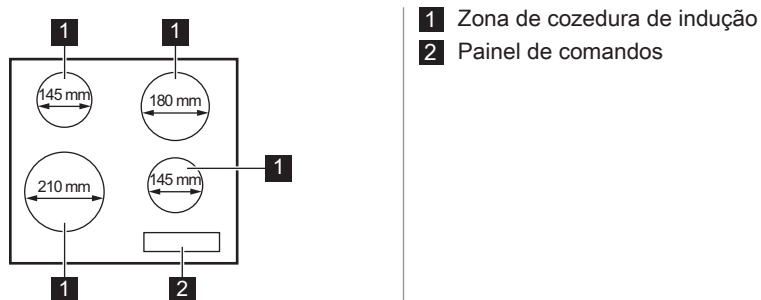 1 1
145 mm 180 mm
1
210 mm 145 mm
1 2
1 Zona de cozedura de indução
2 Painel de comandos